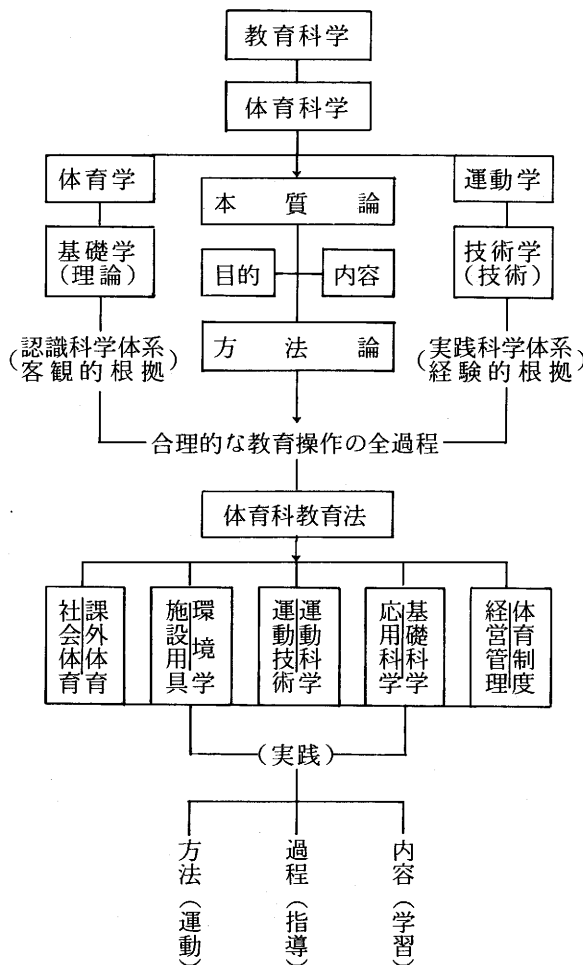 教育科学
体育科学
体育学
本質論
運動学
基礎学
(理論)
目的
内容
技術学
(技術)
(認識科学体系
客観的根拠)
方法論
(実践科学体系
経験的根拠)
合理的な教育操作の全過程
体育科教育法
課外体育
社会体育
環境学
施設用具
運動科学
運動技術
基礎科学
応用科学
体育制度
経営管理
(実践)
方法(運動)
過程(指導)
内容(学習)